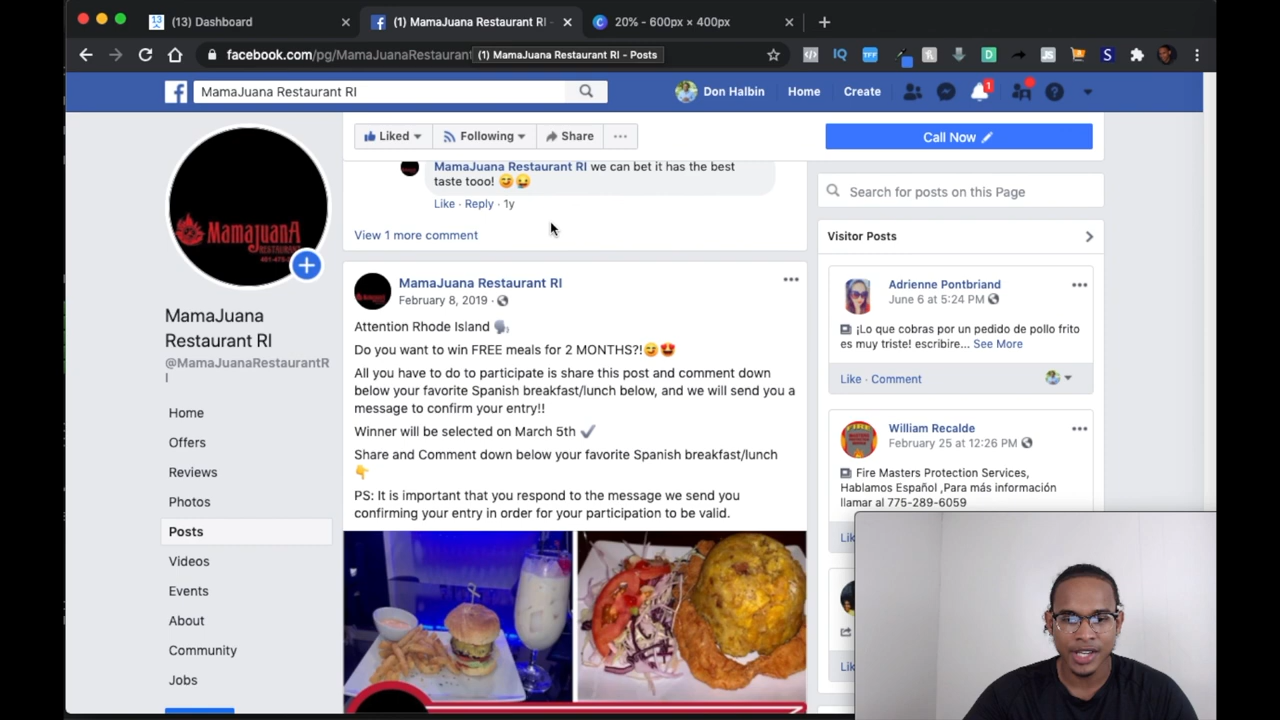 (13) Dashboard
(1) MamaJuana Restaurant RI -
20% - 600px × 400px
facebook.com/pg/MamaJuanaRestaurant
(1) MamaJuana Restaurant RI - Posts
MamaJuana Restaurant RI
Don Halbin
Home
Create
1
Liked
Following
Share
Call Now
MamaJuana Restaurant RI we can bet it has the best
taste tooo! 😊😂
Like · Reply · 1y
View 1 more comment
Search for posts on this Page
Visitor Posts
MamajuanA
RESTAURANT
MamaJuana
Restaurant RI
@MamaJuanaRestaurantR
I
Home
Offers
Reviews
Photos
Posts
Videos
Events
About
Community
Jobs
MamaJuana Restaurant RI
February 8, 2019 ·
Attention Rhode Island 🗣️
Do you want to win FREE meals for 2 MONTHS?!😊😍
All you have to do to participate is share this post and comment down
below your favorite Spanish breakfast/lunch below, and we will send you a
message to confirm your entry!!
Winner will be selected on March 5th ✔️
Share and Comment down below your favorite Spanish breakfast/lunch
👇
PS: It is important that you respond to the message we send you
confirming your entry in order for your participation to be valid.
Adrienne Pontbriand
June 6 at 5:24 PM
¡Lo que cobras por un pedido de pollo frito
es muy triste! escribire... See More
Like · Comment
William Recalde
February 25 at 12:26 PM
Fire Masters Protection Services,
Hablamos Español ,Para más información
llamar al 775-289-6059